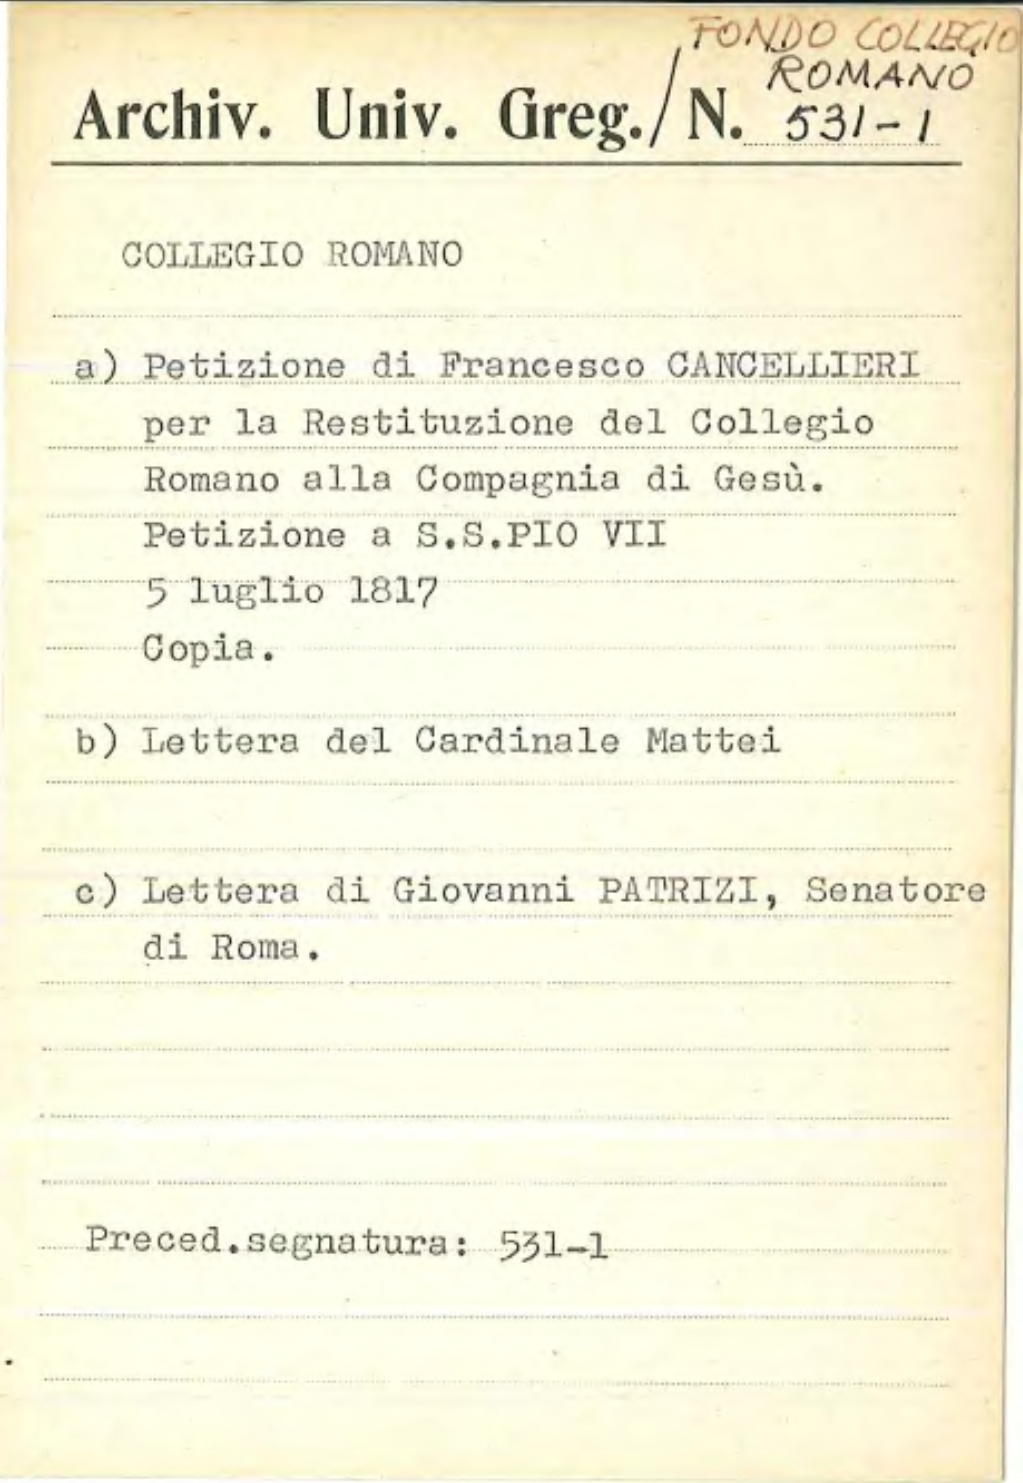 FONDO COLLEGIO
ROMANO
Archiv. Univ. Greg./N. 531-1
COLLEGIO ROMANO
a) Petizione di Francesco CANCELLIERI
per la Restituzione del Collegio
Romano alla Compagnia di Gesù.
Petizione a S.S.PIO VII
5 luglio 1817
Copia.
b) Lettera del Cardinale Mattei
c) Lettera di Giovanni PATRIZI, Senatore
di Roma.
Preced.segnatura: 531-1